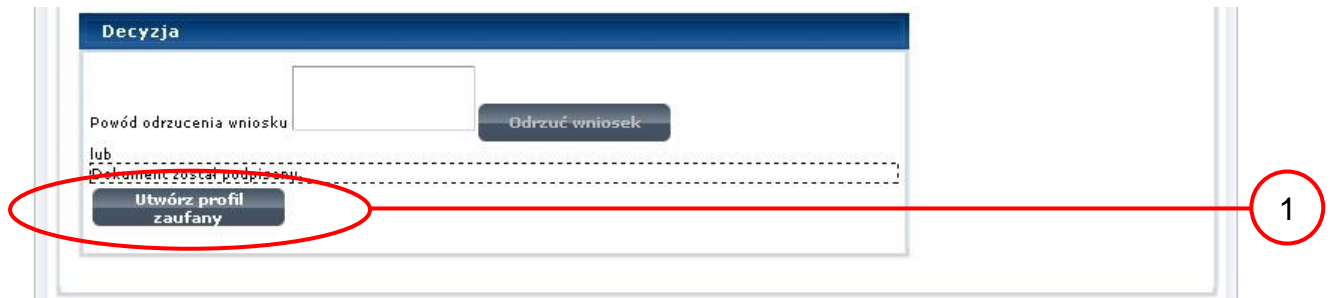 Decyzja
Powód odrzucenia wniosku
Odrzuć wniosek
lub
Dokument został podpisany.
Utwórz profil
zaufany
1